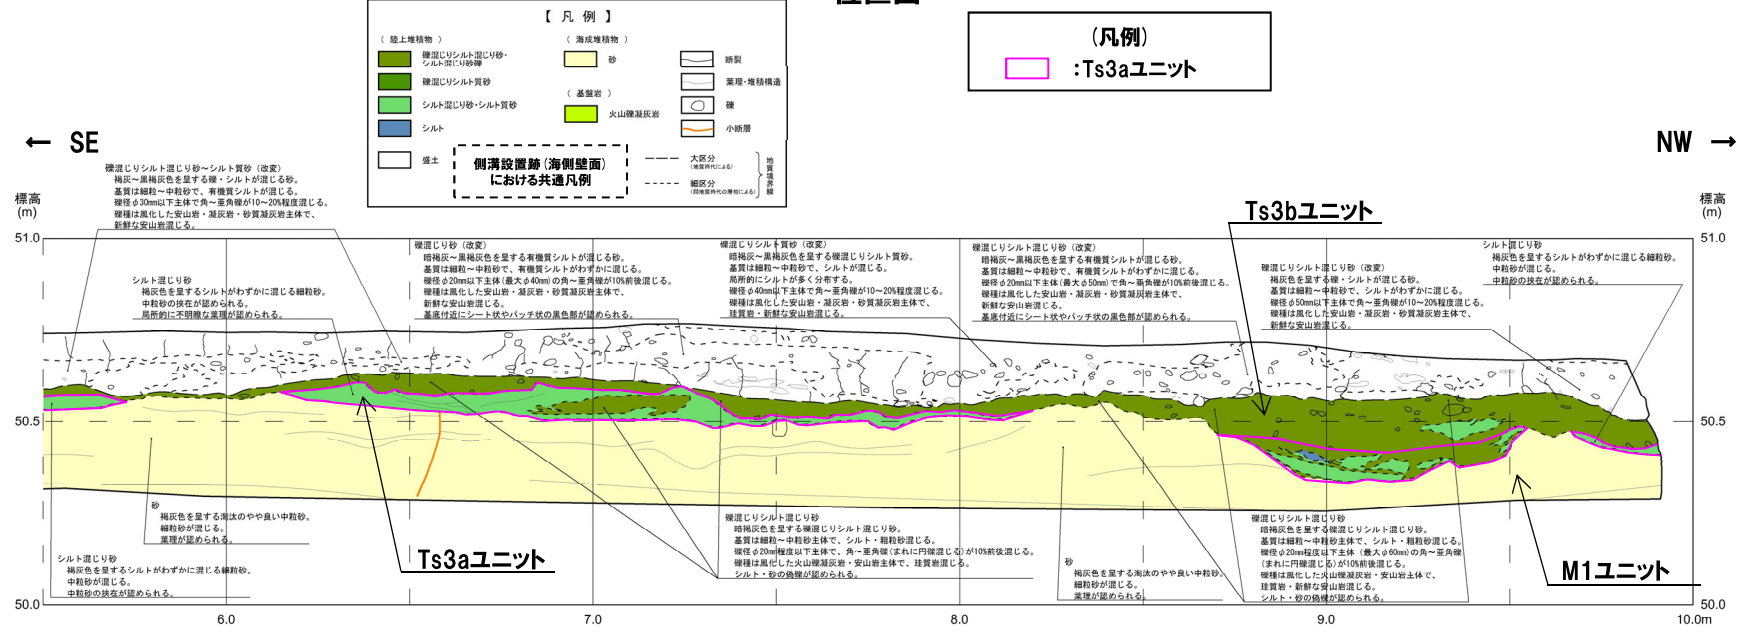 【 凡 例 】
（ 陸上堆積物 ）
礫混じりシルト混じり砂・
シルト混じり砂礫
礫混じりシルト質砂
シルト混じり砂・シルト質砂
シルト
盛土
（ 海成堆積物 ）
砂
（ 基盤岩 ）
火山礫凝灰岩
断裂
葉理・堆積構造
礫
小断層
大区分
（地質時代による）
細区分
（同地質時代の層相による）
地質境界線
側溝設置跡（海側壁面）
における共通凡例
（凡例）
：Ts3aユニット
← SE
NW →
標高
(m)
標高
(m)
51.0
50.5
50.0
51.0
50.5
50.0
礫混じりシルト混じり砂～シルト質砂（改変）
褐灰～黒褐灰色を呈する礫・シルトが混じる砂。
基質は細粒～中粒砂で、有機質シルトが混じる。
礫径φ30mm以下主体で角～亜角礫が10～20%程度混じる。
礫種は風化した安山岩・凝灰岩・砂質凝灰岩主体で、
新鮮な安山岩混じる。
シルト混じり砂
褐灰色を呈するシルトがわずかに混じる細粒砂。
中粒砂の挟在が認められる。
局所的に不明瞭な葉理が認められる。
礫混じり砂（改変）
暗褐灰～黒褐灰色を呈する有機質シルトが混じる砂。
基質は細粒～中粒砂で、有機質シルトがわずかに混じる。
礫径φ20mm以下主体(最大φ40mm)の角～亜角礫が10%前後混じる。
礫種は風化した安山岩・凝灰岩・砂質凝灰岩主体で、
新鮮な安山岩混じる。
基底付近にシート状やパッチ状の黒色部が認められる。
礫混じりシルト質砂（改変）
暗褐灰～黒褐灰色を呈する礫混じりシルト質砂。
基質は細粒～中粒砂で、シルトが混じる。
局所的にシルトが多く分布する。
礫径φ40mm以下主体で角～亜角礫が10～20%程度混じる。
礫種は風化した安山岩・凝灰岩・砂質凝灰岩主体で、
珪質岩・新鮮な安山岩混じる。
礫混じりシルト混じり砂（改変）
暗褐灰～黒褐灰色を呈する有機質シルトが混じる砂。
基質は細粒～中粒砂で、有機質シルトがわずかに混じる。
礫径φ20mm以下主体(最大φ50mm)で角～亜角礫が10%前後混じる。
礫種は風化した安山岩・凝灰岩・砂質凝灰岩主体で、
新鮮な安山岩混じる。
基底付近にシート状やパッチ状の黒色部が認められる。
Ts3bユニット
礫混じりシルト混じり砂（改変）
褐灰色を呈する礫・シルトが混じる砂。
基質は細粒～中粒砂で、シルトがわずかに混じる。
礫径φ50mm以下主体で角～亜角礫が10～20%程度混じる。
礫種は風化した安山岩・凝灰岩・砂質凝灰岩主体で、
新鮮な安山岩混じる。
シルト混じり砂
褐灰色を呈するシルトがわずかに混じる細粒砂。
中粒砂が混じる。
中粒砂の挟在が認められる。
砂
褐灰色を呈する淘汰のやや良い中粒砂。
細粒砂が混じる。
葉理が認められる。
シルト混じり砂
褐灰色を呈するシルトがわずかに混じる細粒砂、
中粒砂が混じる。
中粒砂の挟在が認められる。
Ts3aユニット
礫混じりシルト混じり砂
暗褐灰色を呈する礫混じりシルト混じり砂。
基質は細粒～中粒砂主体で、シルト・粗粒砂混じる。
礫径φ20mm程度以下主体で、角～亜角礫(まれに円礫混じる)が10%前後混じる。
礫種は風化した火山礫凝灰岩・安山岩主体で、珪質岩混じる。
シルト・砂の偽礫が認められる。
砂
褐灰色を呈する淘汰のやや良い中粒砂。
細粒砂が混じる。
葉理が認められる。
礫混じりシルト混じり砂
暗褐灰色を呈する礫混じりシルト混じり砂。
基質は細粒～中粒砂主体で、シルト・粗粒砂混じる。
礫径φ20mm程度以下主体（最大φ60mm）の角～亜角礫
(まれに円礫混じる)が10%前後混じる。
礫種は風化した火山礫凝灰岩・安山岩主体で、
珪質岩・新鮮な安山岩混じる。
シルト・砂の偽礫が認められる。
M1ユニット
6.0
7.0
8.0
9.0
10.0m